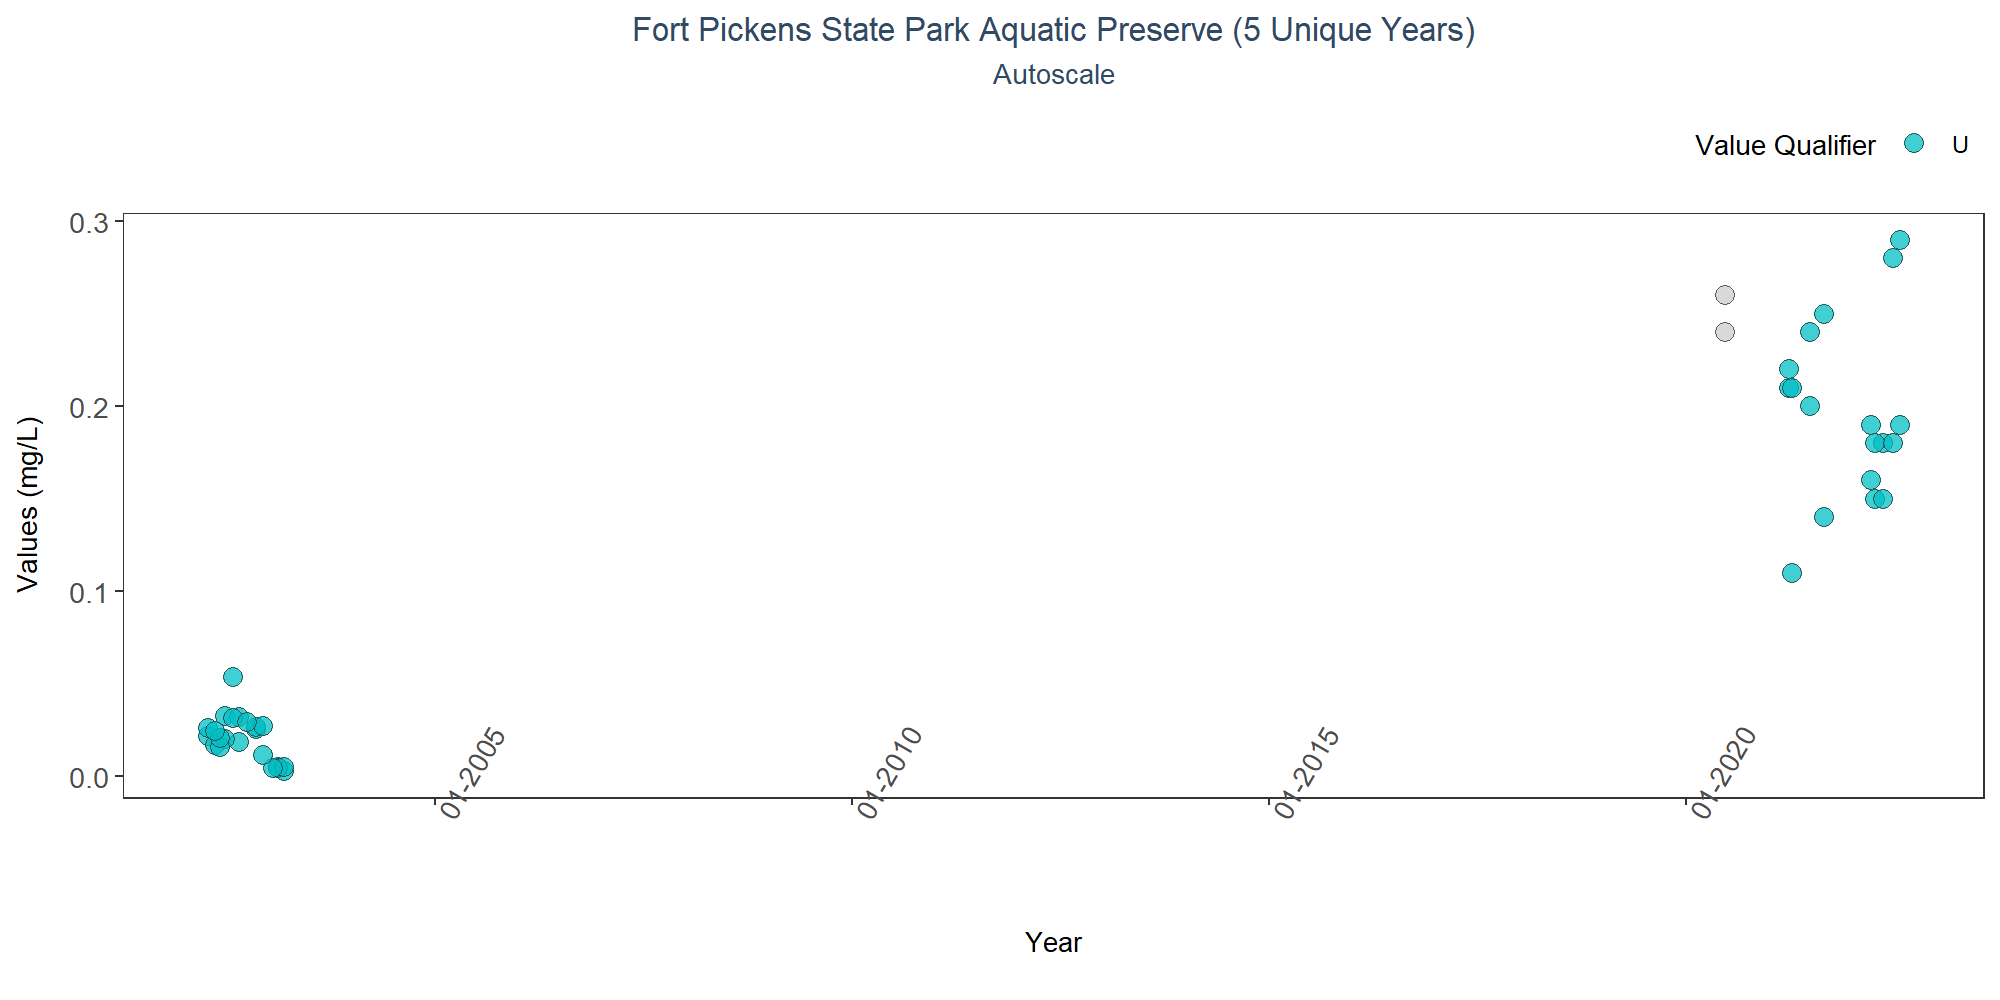 Fort Pickens State Park Aquatic Preserve (5 Unique Years)
Autoscale
Value Qualifier U
0.3
0.2
0.1
0.0
Values (mg/L)
01-2005
01-2010
01-2015
01-2020
Year